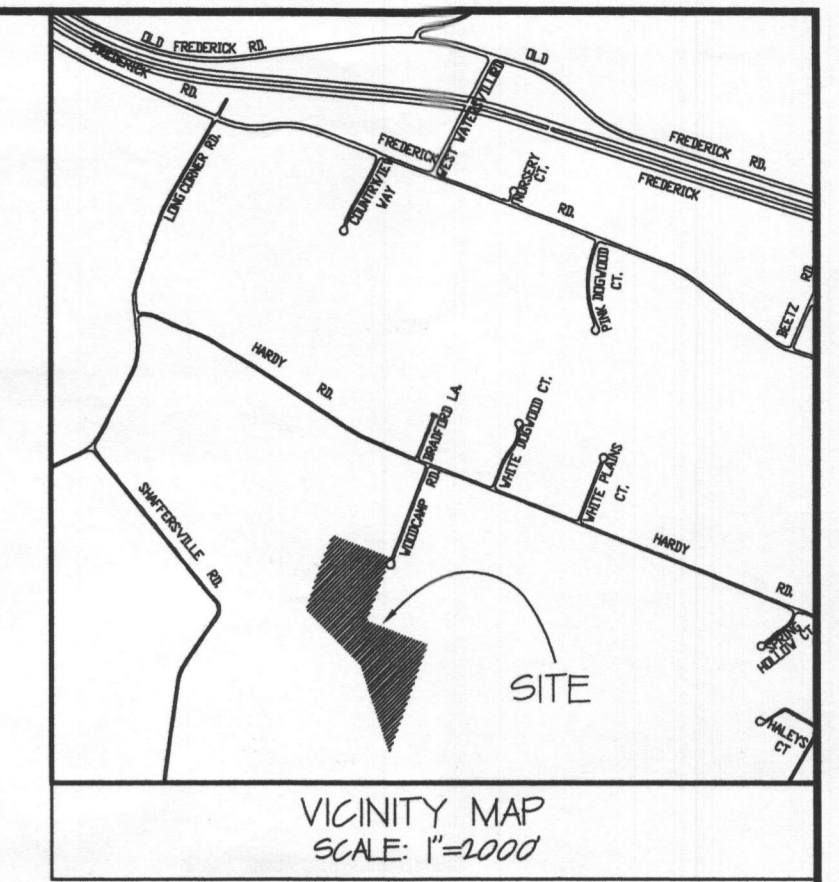 OLD FREDERICK RD.
OLD
FREDERICK RD.
FREDERICK
RD.
FREDERICK
FREDERICK
RD.
LONG CORNER RD.
COUNTRYVIEW
WAY
NURSERY
CT.
PINK DOGWOOD
CT.
BEETZ RD.
HARDY
RD.
BRADFORD LA.
WHITE DOGWOOD CT.
WHITE PLAINS
CT.
WOODCAMP RD.
HARDY
RD.
SHAFFERSVILLE RD.
SPRING
HOLLOW CT.
SITE
HALEYS
CT
VICINITY MAP
SCALE: 1"=2000'